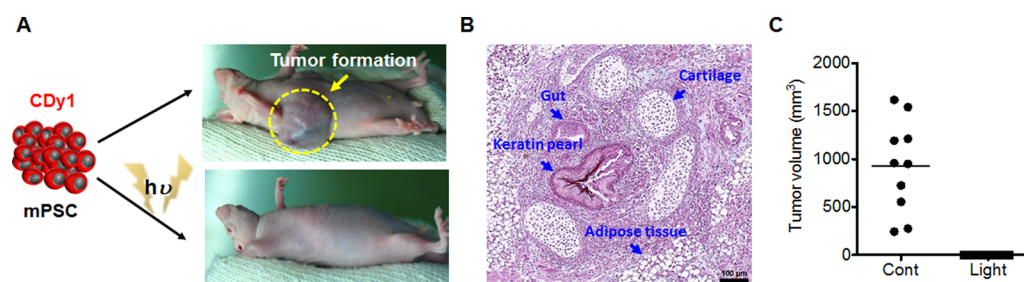 A
CDy1
mPSC
hυ
Tumor formation
B
Gut
Cartilage
Keratin pearl
Adipose tissue
100 μm
C
Tumor volume (mm³)
2000
1500
1000
500
0
Cont
Light